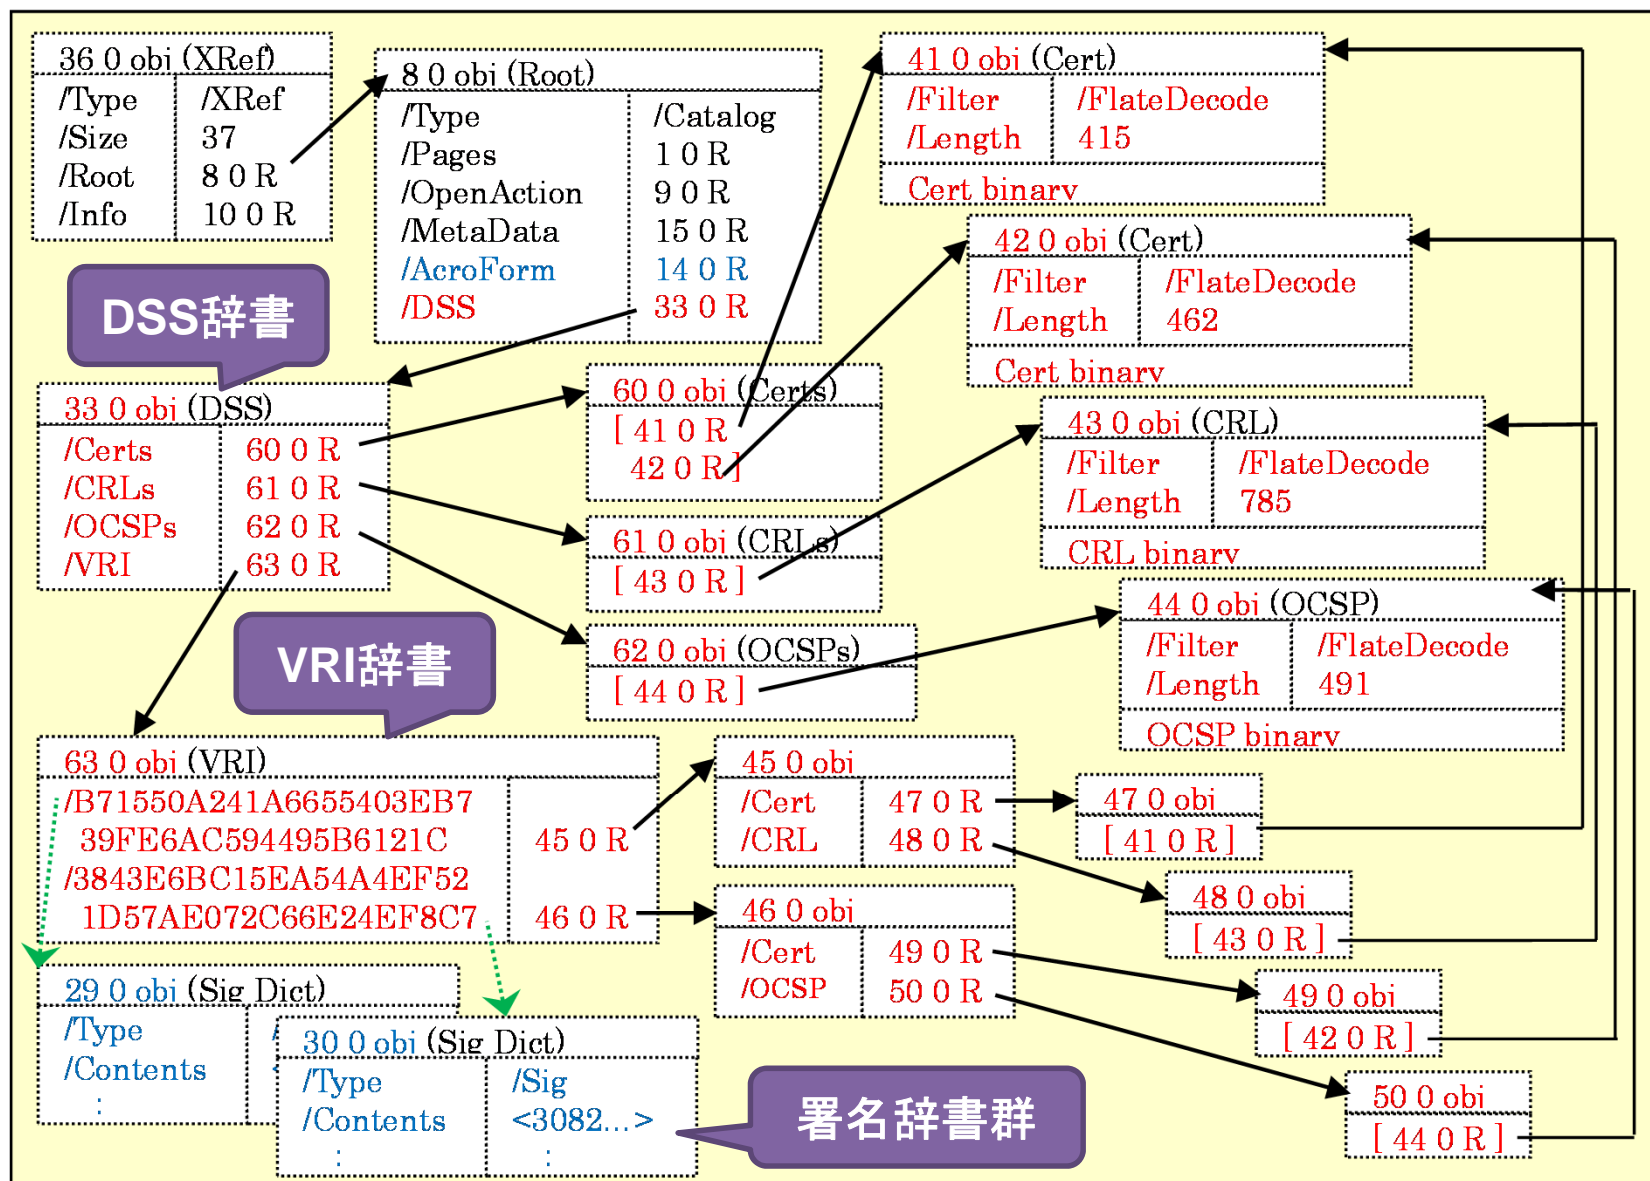 36 0 obj (XRef)
/Type /XRef
/Size 37
/Root 8 0 R
/Info 10 0 R
8 0 obj (Root)
/Type /Catalog
/Pages 1 0 R
/OpenAction 9 0 R
/MetaData 15 0 R
/AcroForm 14 0 R
/DSS 33 0 R
41 0 obj (Cert)
/Filter /FlateDecode
/Length 415
Cert binary
42 0 obj (Cert)
/Filter /FlateDecode
/Length 462
Cert binary
DSS辞書
33 0 obj (DSS)
/Certs 60 0 R
/CRLs 61 0 R
/OCSPs 62 0 R
/VRI 63 0 R
60 0 obj (Certs)
[ 41 0 R
42 0 R ]
61 0 obj (CRLs)
[ 43 0 R ]
62 0 obj (OCSPs)
[ 44 0 R ]
43 0 obj (CRL)
/Filter /FlateDecode
/Length 785
CRL binary
44 0 obj (OCSP)
/Filter /FlateDecode
/Length 491
OCSP binary
VRI辞書
63 0 obj (VRI)
/B71550A241A6655403EB7
39FE6AC594495B6121C 45 0 R
/3843E6BC15EA54A4EF52
1D57AE072C66E24EF8C7 46 0 R
45 0 obj
/Cert 47 0 R
/CRL 48 0 R
46 0 obj
/Cert 49 0 R
/OCSP 50 0 R
47 0 obj
[ 41 0 R ]
48 0 obj
[ 43 0 R ]
49 0 obj
[ 42 0 R ]
50 0 obj
[ 44 0 R ]
29 0 obj (Sig Dict)
/Type /
/Contents <
:
30 0 obj (Sig Dict)
/Type /Sig
/Contents <3082...>
: :
署名辞書群